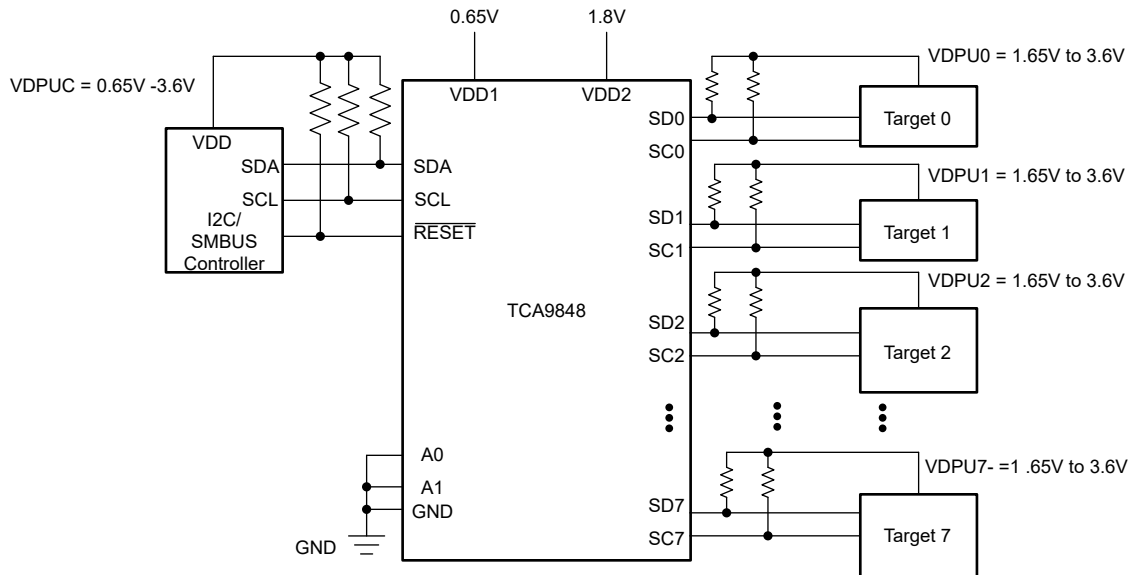 0.65V
1.8V
VDPUC = 0.65V -3.6V
VDD
SDA
SCL
I2C/
SMBUS
Controller
VDD1
VDD2
SDA
SCL
RESET
TCA9848
A0
A1
GND
GND
SD0
SC0
SD1
SC1
SD2
SC2
SD7
SC7
VDPU0 = 1.65V to 3.6V
Target 0
VDPU1 = 1.65V to 3.6V
Target 1
VDPU2 = 1.65V to 3.6V
Target 2
VDPU7- =1 .65V to 3.6V
Target 7